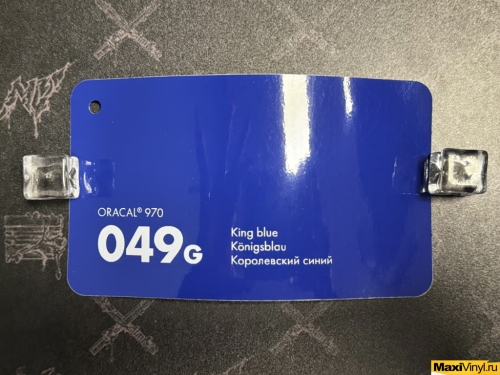 ORACAL® 970
049G
King blue
Königsblau
Королевский синий
MaxiVinyl.ru